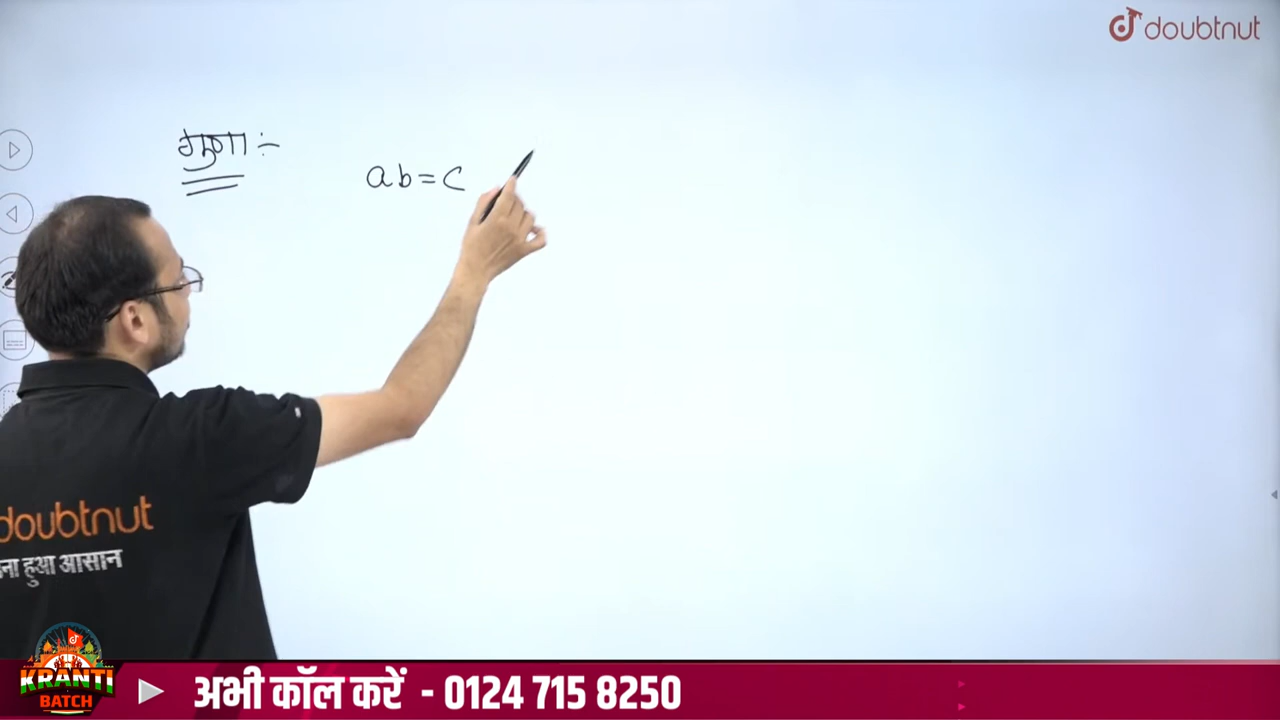 doubtnut
गुणा :-
ab=c
doubtnut
ना हुआ आसान
KRANTI
BATCH
अभी कॉल करें - 0124 715 8250